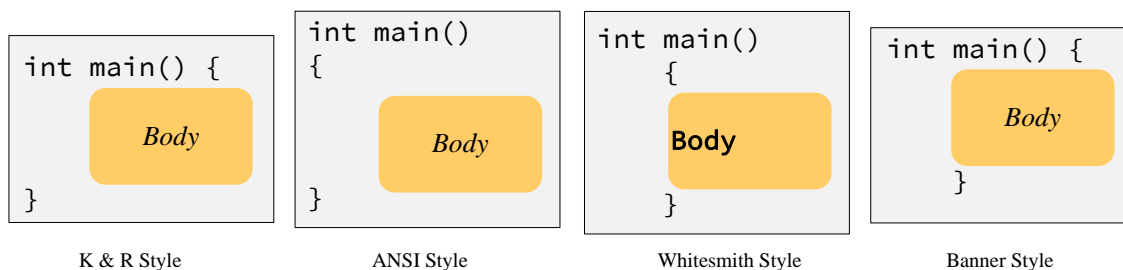 int main() {
Body
}
K & R Style
int main()
{
Body
}
ANSI Style
int main()
{
Body
}
Whitesmith Style
int main() {
Body
}
Banner Style